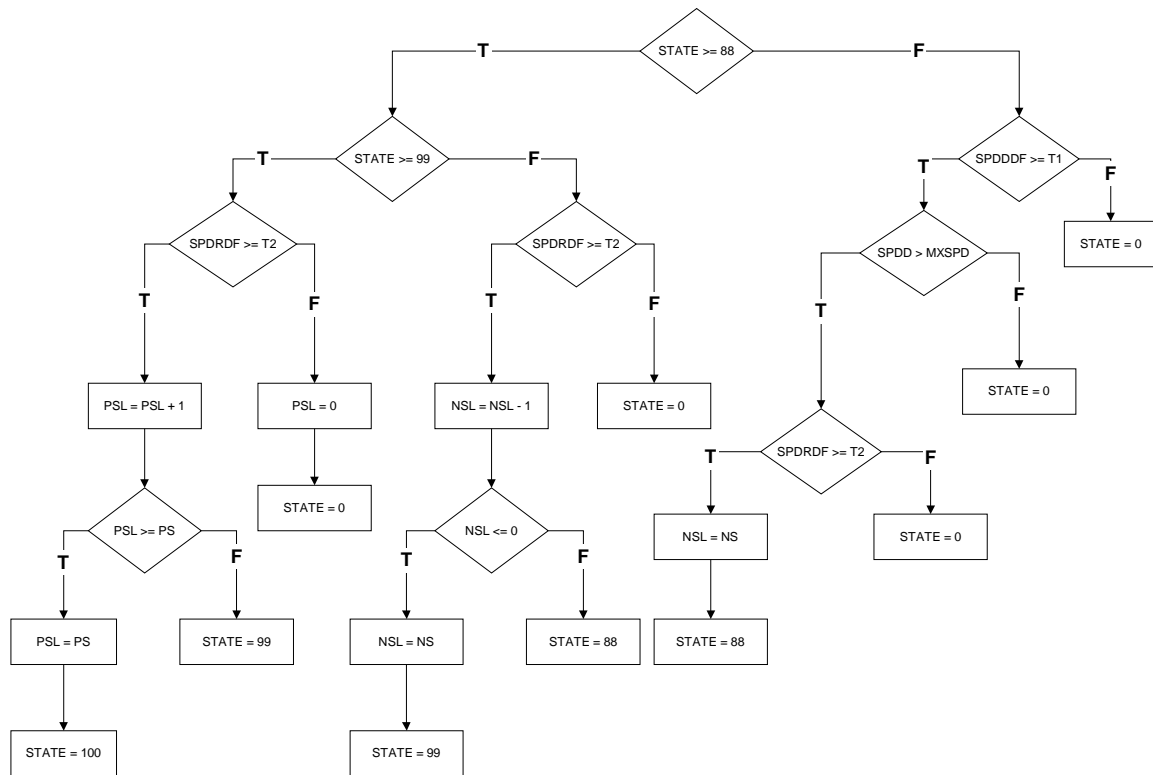 STATE >= 88
T
F
STATE >= 99
SPDDDF >= T1
T
F
T
F
SPDRDF >= T2
SPDRDF >= T2
SPDD > MXSPD
STATE = 0
T
F
T
F
T
F
PSL = PSL + 1
PSL = 0
NSL = NSL - 1
STATE = 0
STATE = 0
SPDRDF >= T2
T
F
STATE = 0
PSL >= PS
NSL <= 0
NSL = NS
STATE = 0
T
F
T
F
PSL = PS
STATE = 99
NSL = NS
STATE = 88
STATE = 88
STATE = 100
STATE = 99